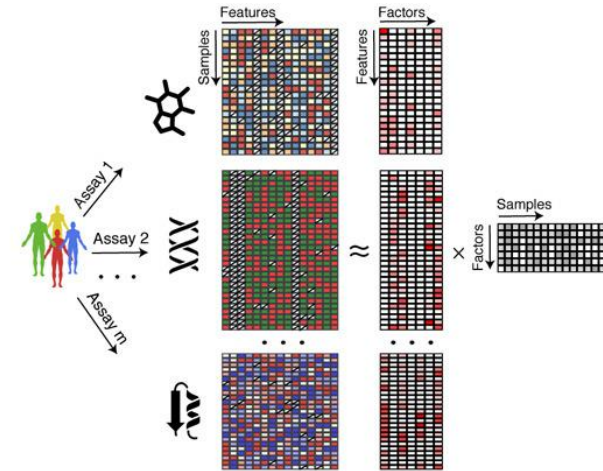 Features
Samples
Factors
Features
Assay 1
Assay 2
. . .
Assay m
≈
×
Samples
Factors
. . .
. . .